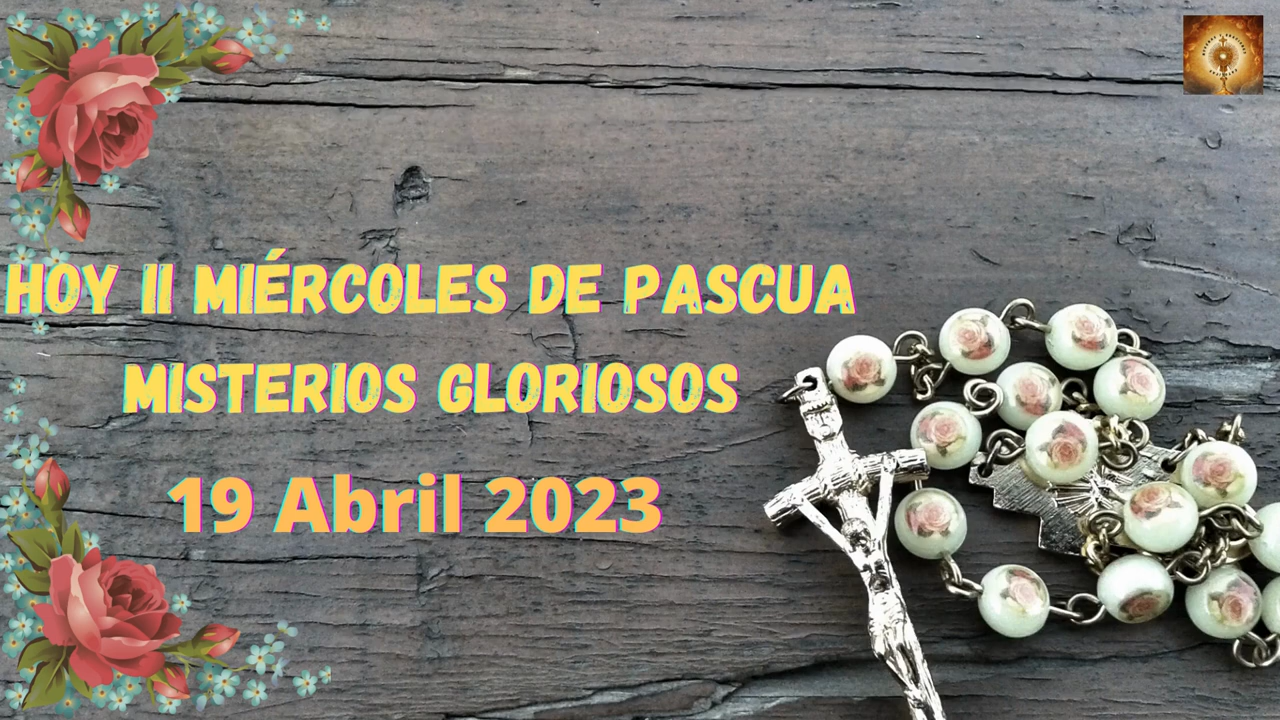 HOY II MIÉRCOLES DE PASCUA
MISTERIOS GLORIOSOS
19 Abril 2023